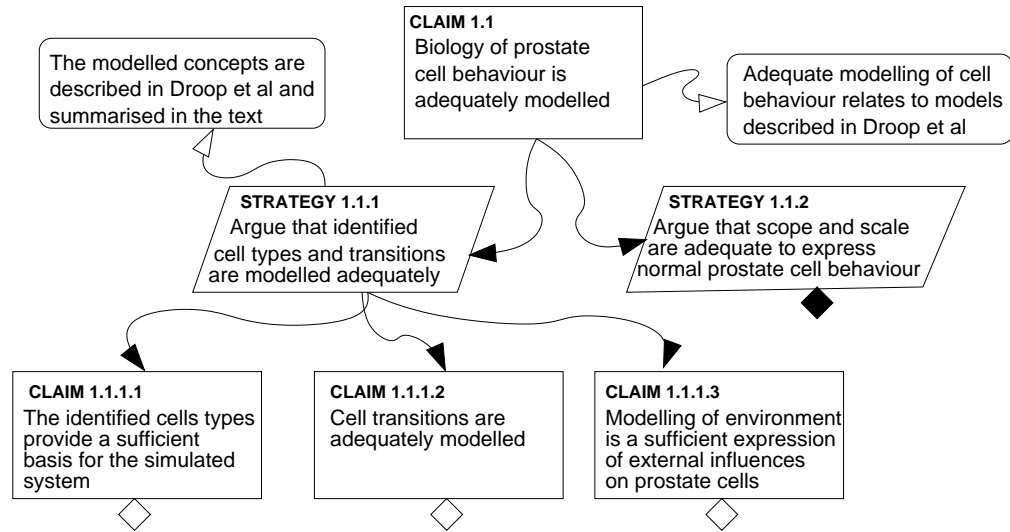 CLAIM 1.1
Biology of prostate
cell behaviour is
adequately modelled
The modelled concepts are
described in Droop et al and
summarised in the text
Adequate modelling of cell
behaviour relates to models
described in Droop et al
STRATEGY 1.1.1
Argue that identified
cell types and transitions
are modelled adequately
STRATEGY 1.1.2
Argue that scope and scale
are adequate to express
normal prostate cell behaviour
CLAIM 1.1.1.1
The identified cells types
provide a sufficient
basis for the simulated
system
CLAIM 1.1.1.2
Cell transitions are
adequately modelled
CLAIM 1.1.1.3
Modelling of environment
is a sufficient expression
of external influences
on prostate cells